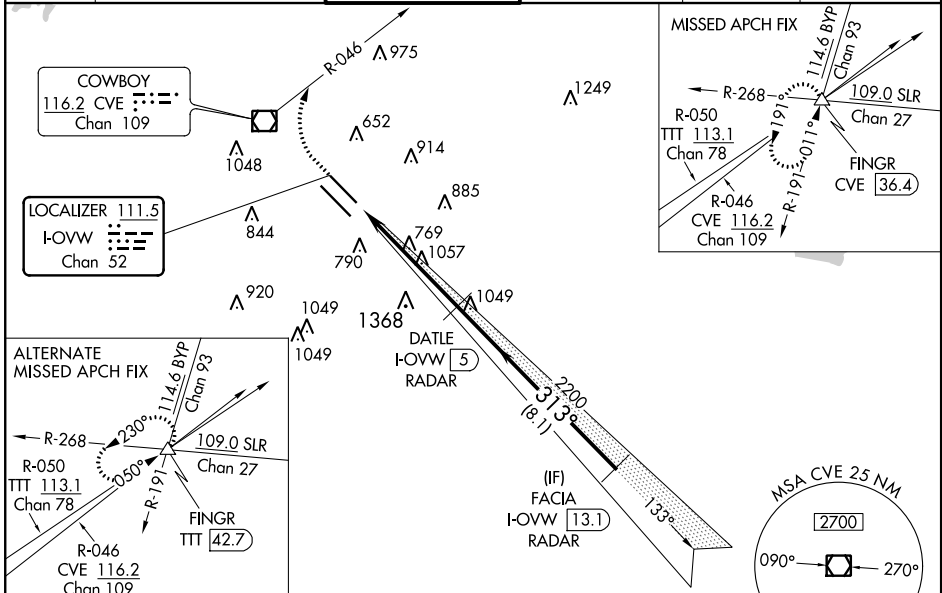 R-046
975
COWBOY
116.2 CVE
Chan 109
1249
652
1048
914
LOCALIZER 111.5
I-OVW
Chan 52
885
844
769
790
1057
920
1049
1049
1368
1049
DATLE
I-OVW 5
RADAR
2200
313°
(8.1)
(IF)
FACIA
I-OVW 13.1
RADAR
133°
MISSED APCH FIX
114.6 BYP
Chan 93
R-268
109.0 SLR
Chan 27
R-050
TTT 113.1
Chan 78
191°
R-191
011°
FINGR
CVE 36.4
R-046
CVE 116.2
Chan 109
ALTERNATE
MISSED APCH FIX
114.6 BYP
Chan 93
R-268
230°
109.0 SLR
Chan 27
R-050
TTT 113.1
Chan 78
050°
R-191
FINGR
TTT 42.7
R-046
CVE 116.2
Chan 109
MSA CVE 25 NM
2700
090°
270°